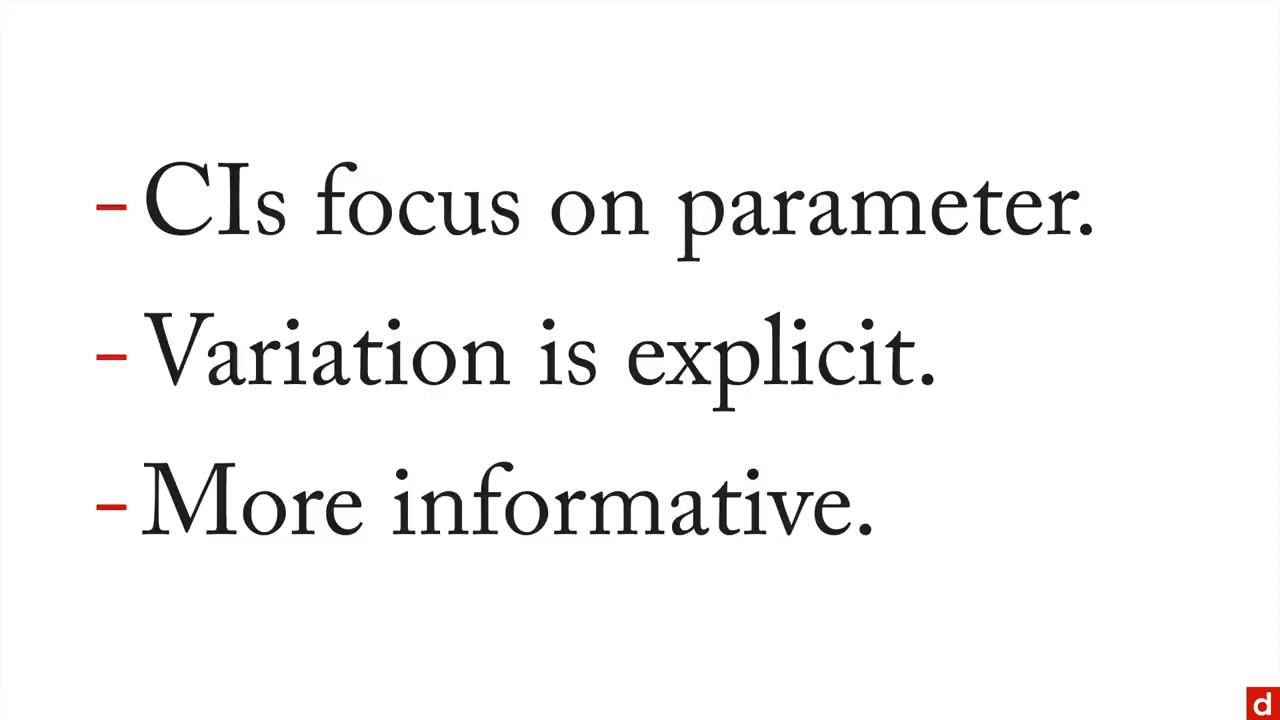 – CIs focus on parameter.
– Variation is explicit.
– More informative.
d